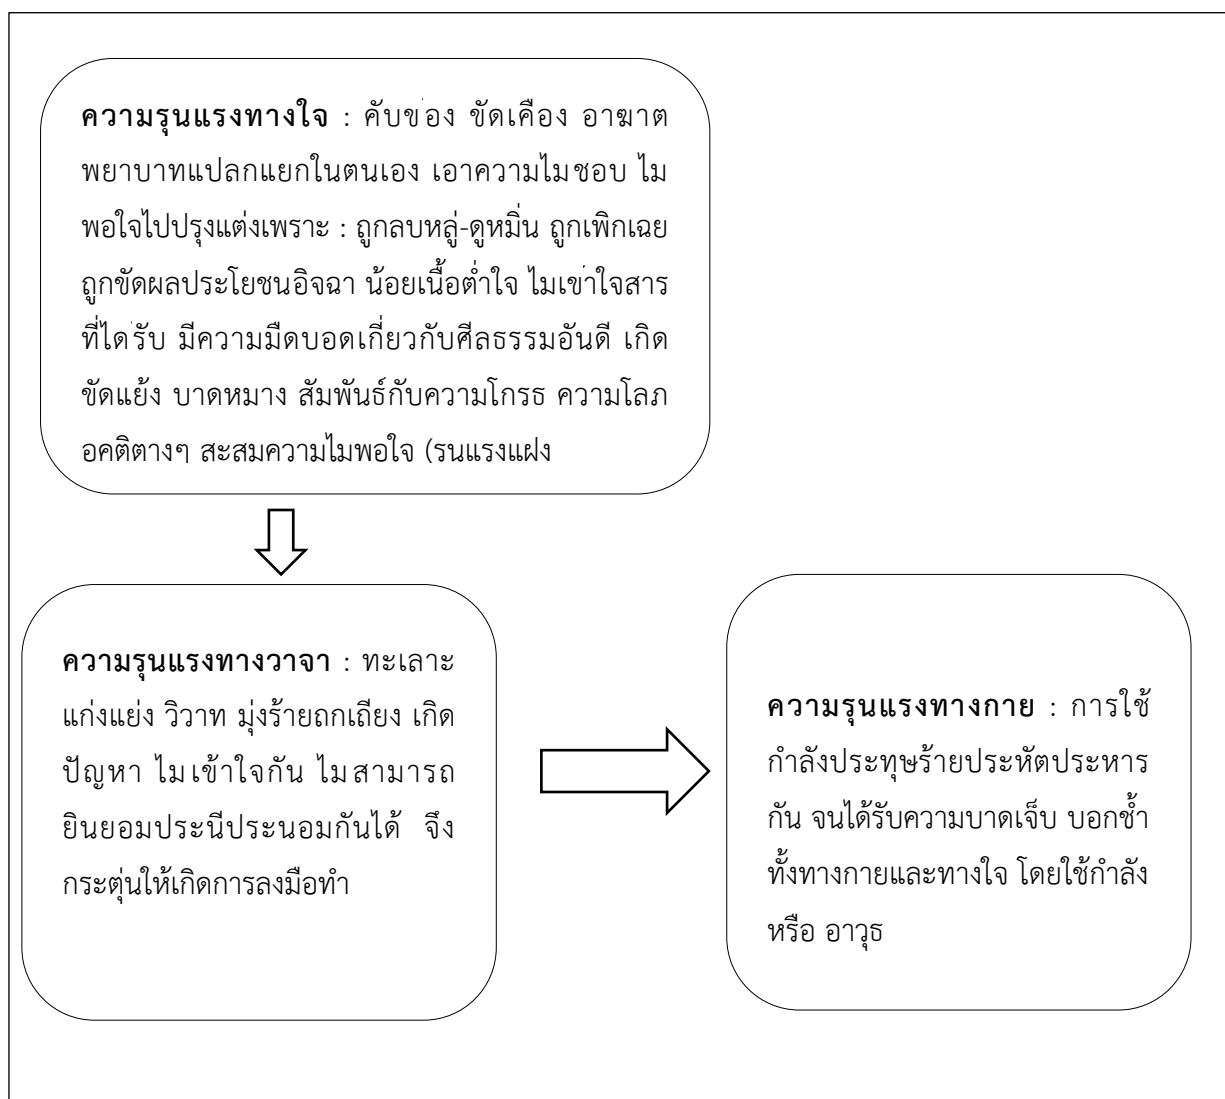 ความรุนแรงทางใจ : คับข่อง ขัดเคือง อาฆาต
พยาบาทแปลกแยกในตนเอง เอาความไมชอบ ไม
พอใจไปปรุงแต่งเพราะ : ถูกลบหลู่-ดูหมิ่น ถูกเพิกเฉย
ถูกขัดผลประโยชนอิจฉา น้อยเนื้อต่ำใจ ไมเข่าใจสาร
ที่ได่รับ มีความมืดบอดเกี่ยวกับศีลธรรมอันดี เกิด
ขัดแย้ง บาดหมาง สัมพันธ์กับความโกรธ ความโลภ
อคติตางๆ สะสมความไมพอใจ (รนแรงแฝง
ความรุนแรงทางวาจา : ทะเลาะ
แก่งแย่ง วิวาท มุ่งร้ายถกเถียง เกิด
ปัญหา ไมเข้าใจกัน ไมสามารถ
ยินยอมประนีประนอมกันได้ จึง
กระตุ่นให้เกิดการลงมือทำ
ความรุนแรงทางกาย : การใช้
กำลังประทุษร้ายประหัตประหาร
กัน จนได้รับความบาดเจ็บ บอกช้ำ
ทั้งทางกายและทางใจ โดยใช้กำลัง
หรือ อาวุธ